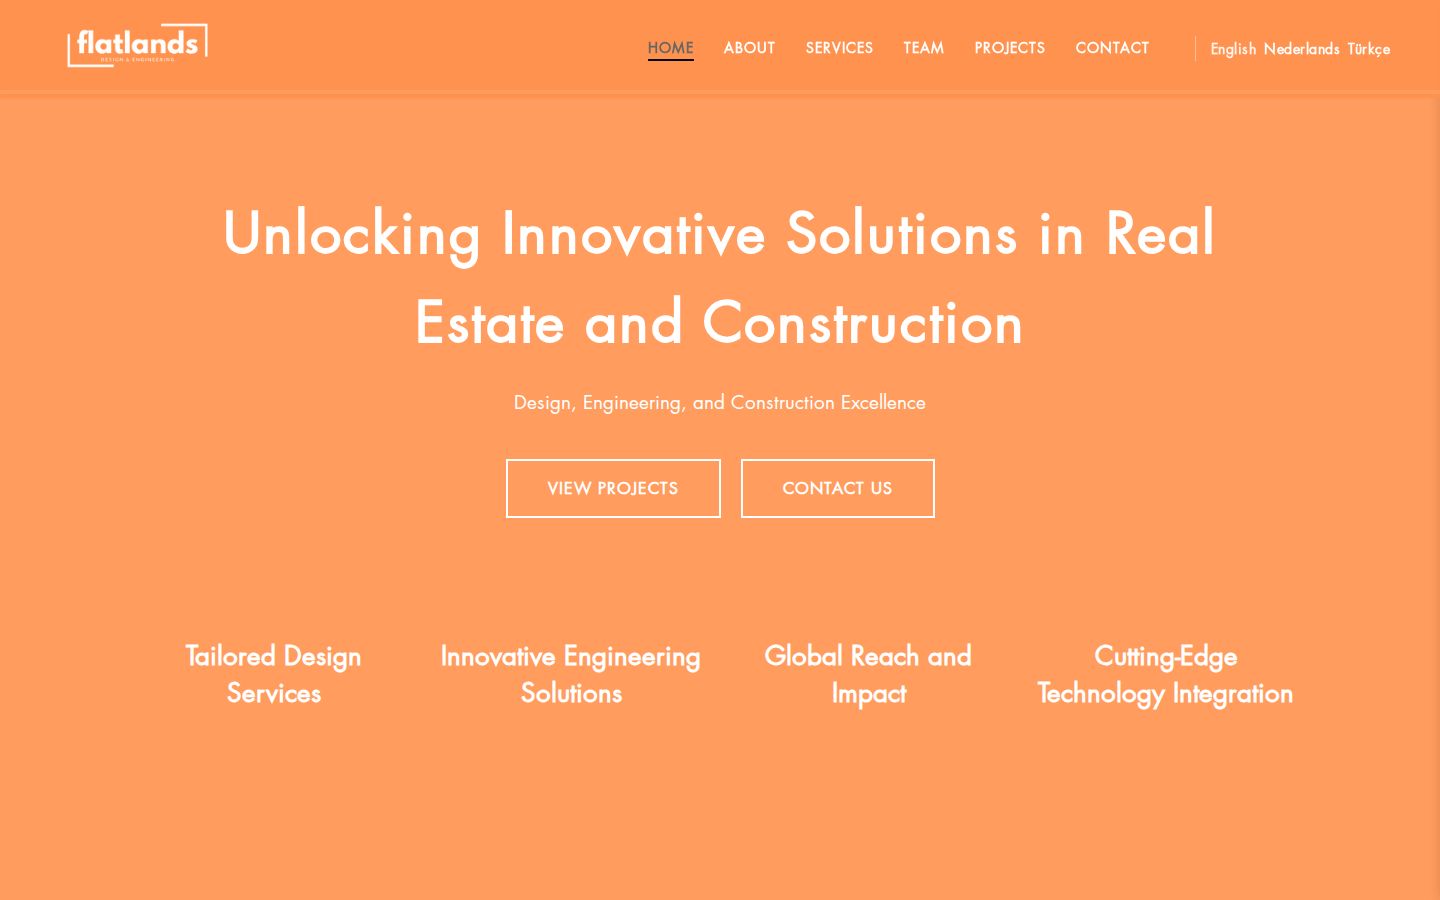 flatlands
DESIGN & ENGINEERING
HOME ABOUT SERVICES TEAM PROJECTS CONTACT English Nederlands Türkçe
Unlocking Innovative Solutions in Real
Estate and Construction
Design, Engineering, and Construction Excellence
VIEW PROJECTS CONTACT US
Tailored Design
Services
Innovative Engineering
Solutions
Global Reach and
Impact
Cutting-Edge
Technology Integration